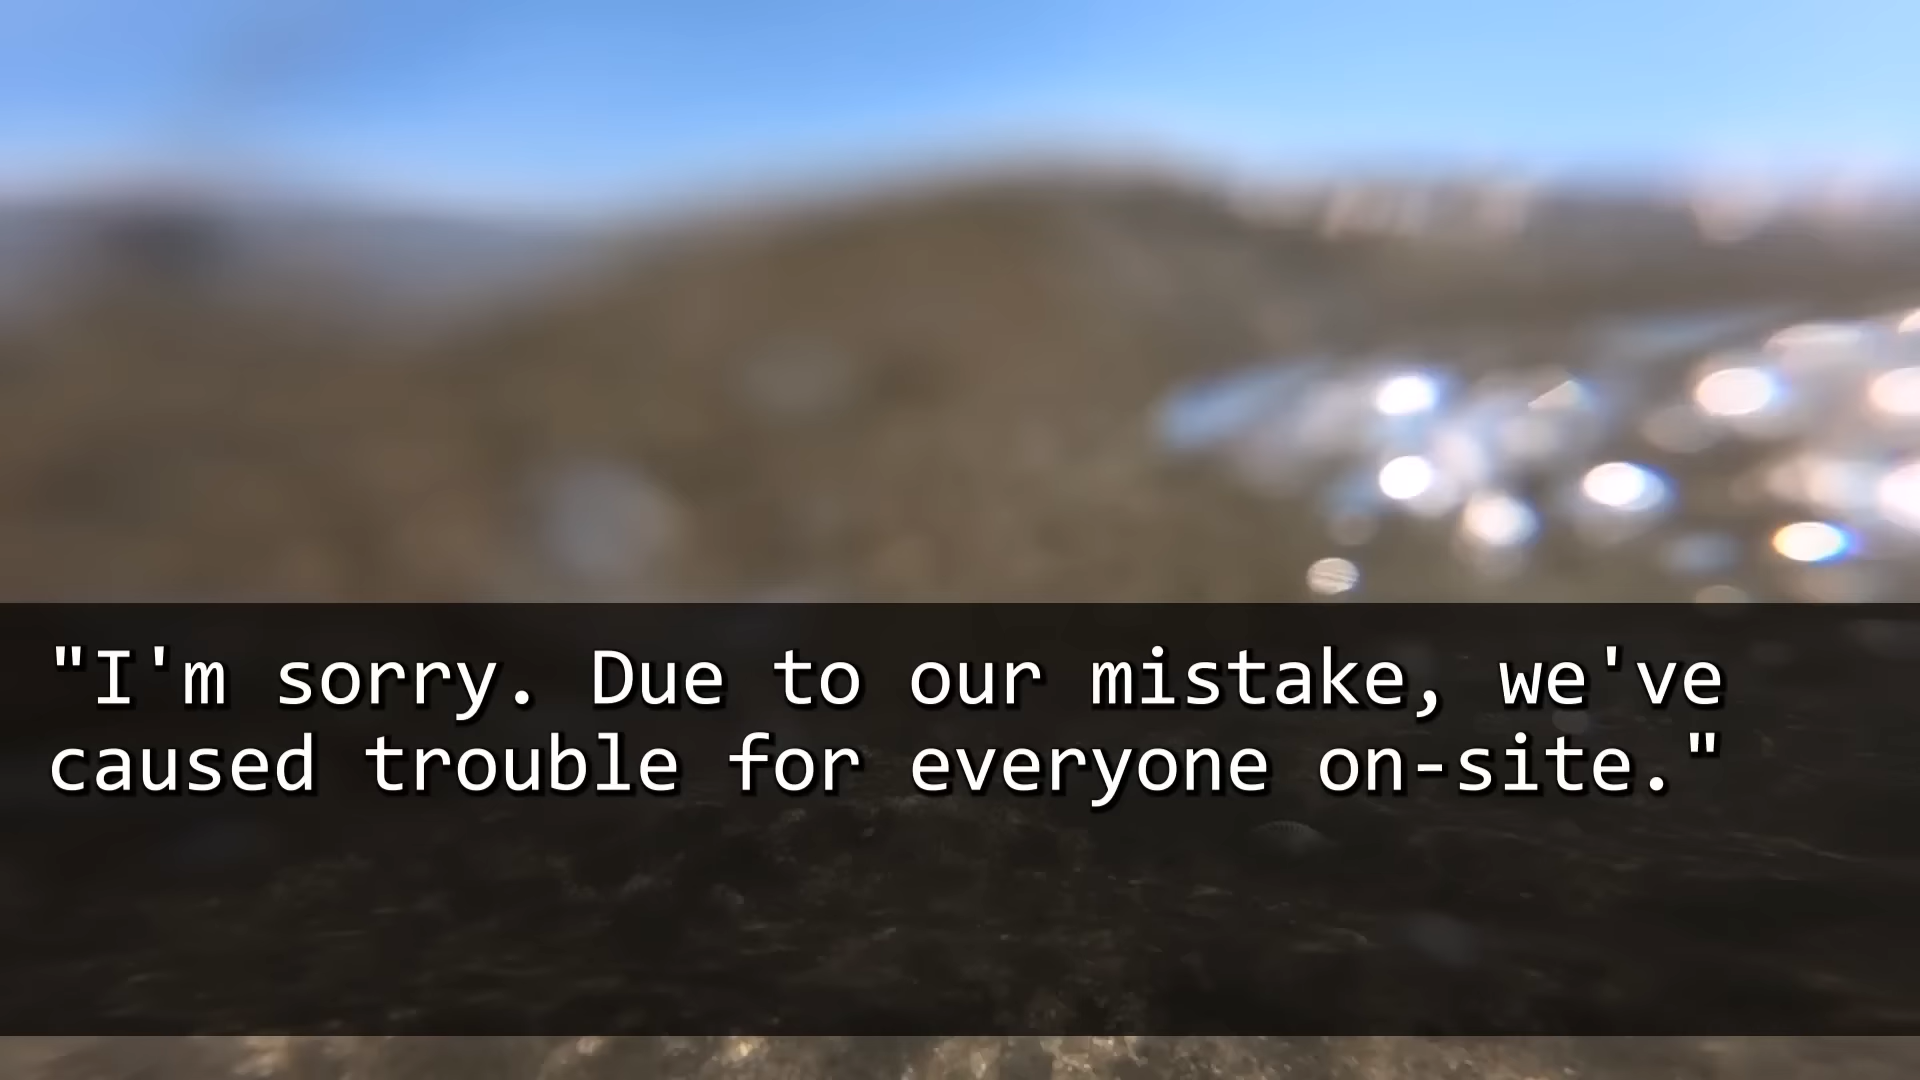 "I'm sorry. Due to our mistake, we've
caused trouble for everyone on-site."